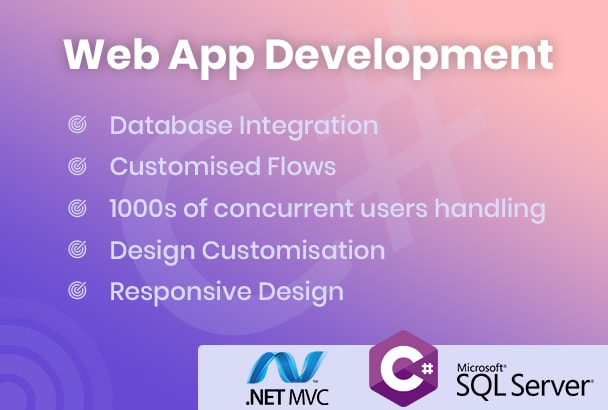 Web App Development
Database Integration
Customised Flows
1000s of concurrent users handling
Design Customisation
Responsive Design
.NET MVC
C#
Microsoft®
SQL Server®
C#